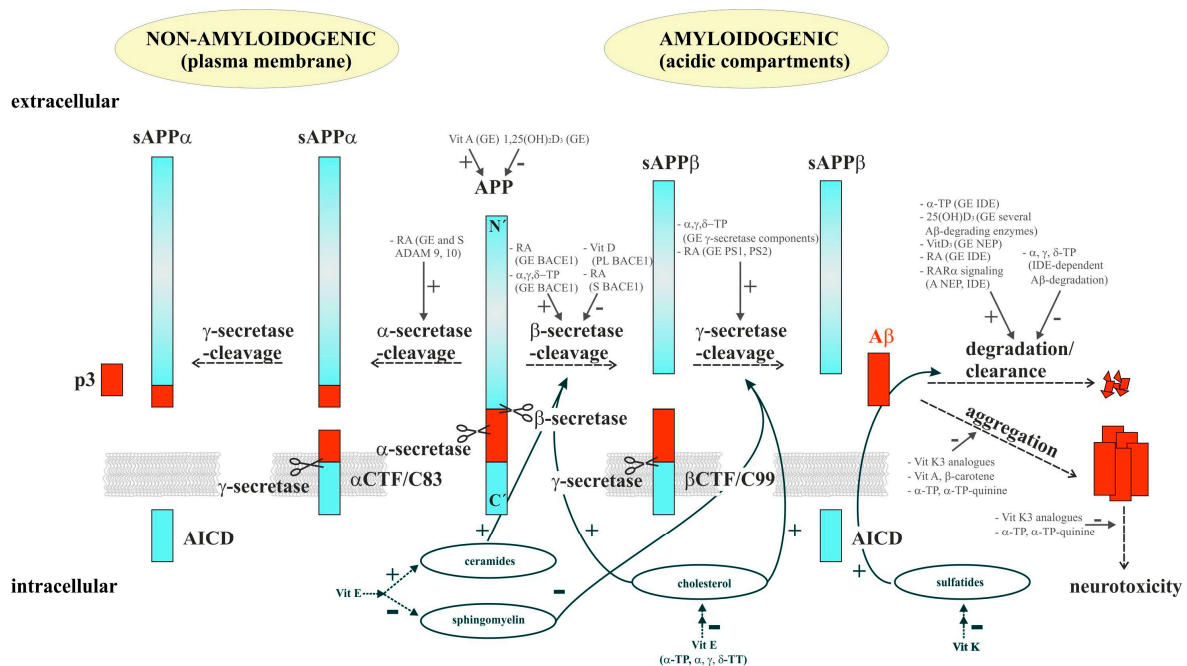 NON-AMYLOIDOGENIC
(plasma membrane)
AMYLOIDOGENIC
(acidic compartments)
extracellular
sAPPα
sAPPα
Vit A (GE)
1,25(OH)₂D₃ (GE)
+
-
APP
sAPPβ
sAPPβ
N´
- RA (GE and S
ADAM 9, 10)
+
- RA
(GE BACE1)
- α,γ,δ–TP
(GE BACE1)
+
- Vit D
(PL BACE1)
- RA
(S BACE1)
-
- α,γ,δ–TP
(GE γ-secretase components)
- RA (GE PS1, PS2)
+
- α-TP (GE IDE)
- 25(OH)D₃ (GE several
Aβ-degrading enzymes)
- VitD₃ (GE NEP)
- RA (GE IDE)
- RARα signaling
(A NEP, IDE)
+
- α, γ, δ-TP
(IDE-dependent
Aβ-degradation)
-
γ-secretase
-cleavage
α-secretase
-cleavage
β-secretase
-cleavage
γ-secretase
-cleavage
Aβ
degradation/
clearance
p3
α-secretase
β-secretase
aggregation
-
- Vit K3 analogues
- Vit A, β-carotene
- α-TP, α-TP-quinine
γ-secretase
αCTF/C83
C´
γ-secretase
βCTF/C99
- Vit K3 analogues
- α-TP, α-TP-quinine
-
AICD
AICD
+
+
+
+
intracellular
neurotoxicity
ceramides
Vit E
+
-
sphingomyelin
-
cholesterol
-
Vit E
(α-TP, α, γ, δ-TT)
sulfatides
-
Vit K